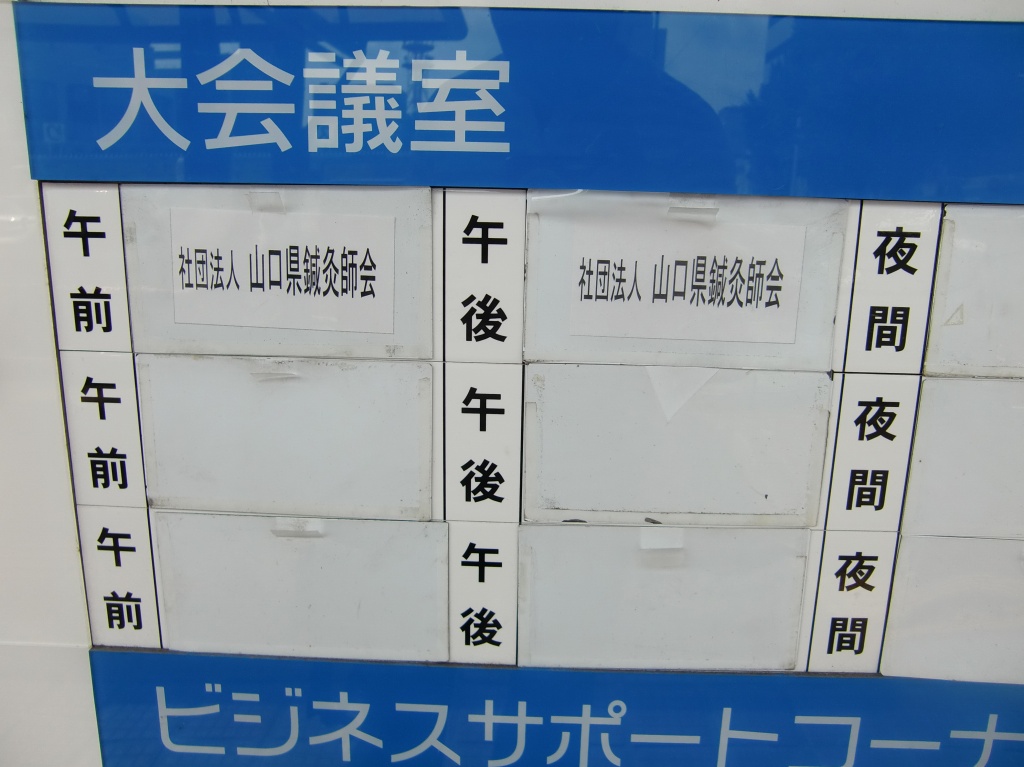 大会議室
午前 社団法人 山口県鍼灸師会 午後 社団法人 山口県鍼灸師会 夜間
午前 午後 夜間
午前 午後 夜間
ビジネスサポートコーナ